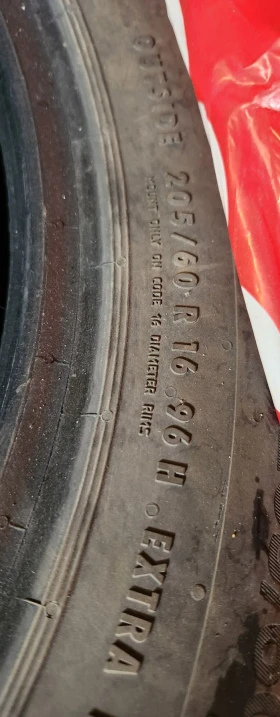 OUTSIDE 205/60 R 16 96 H EXTRA
MOUNT ONLY ON CODE 16 DIAMETER RIMS